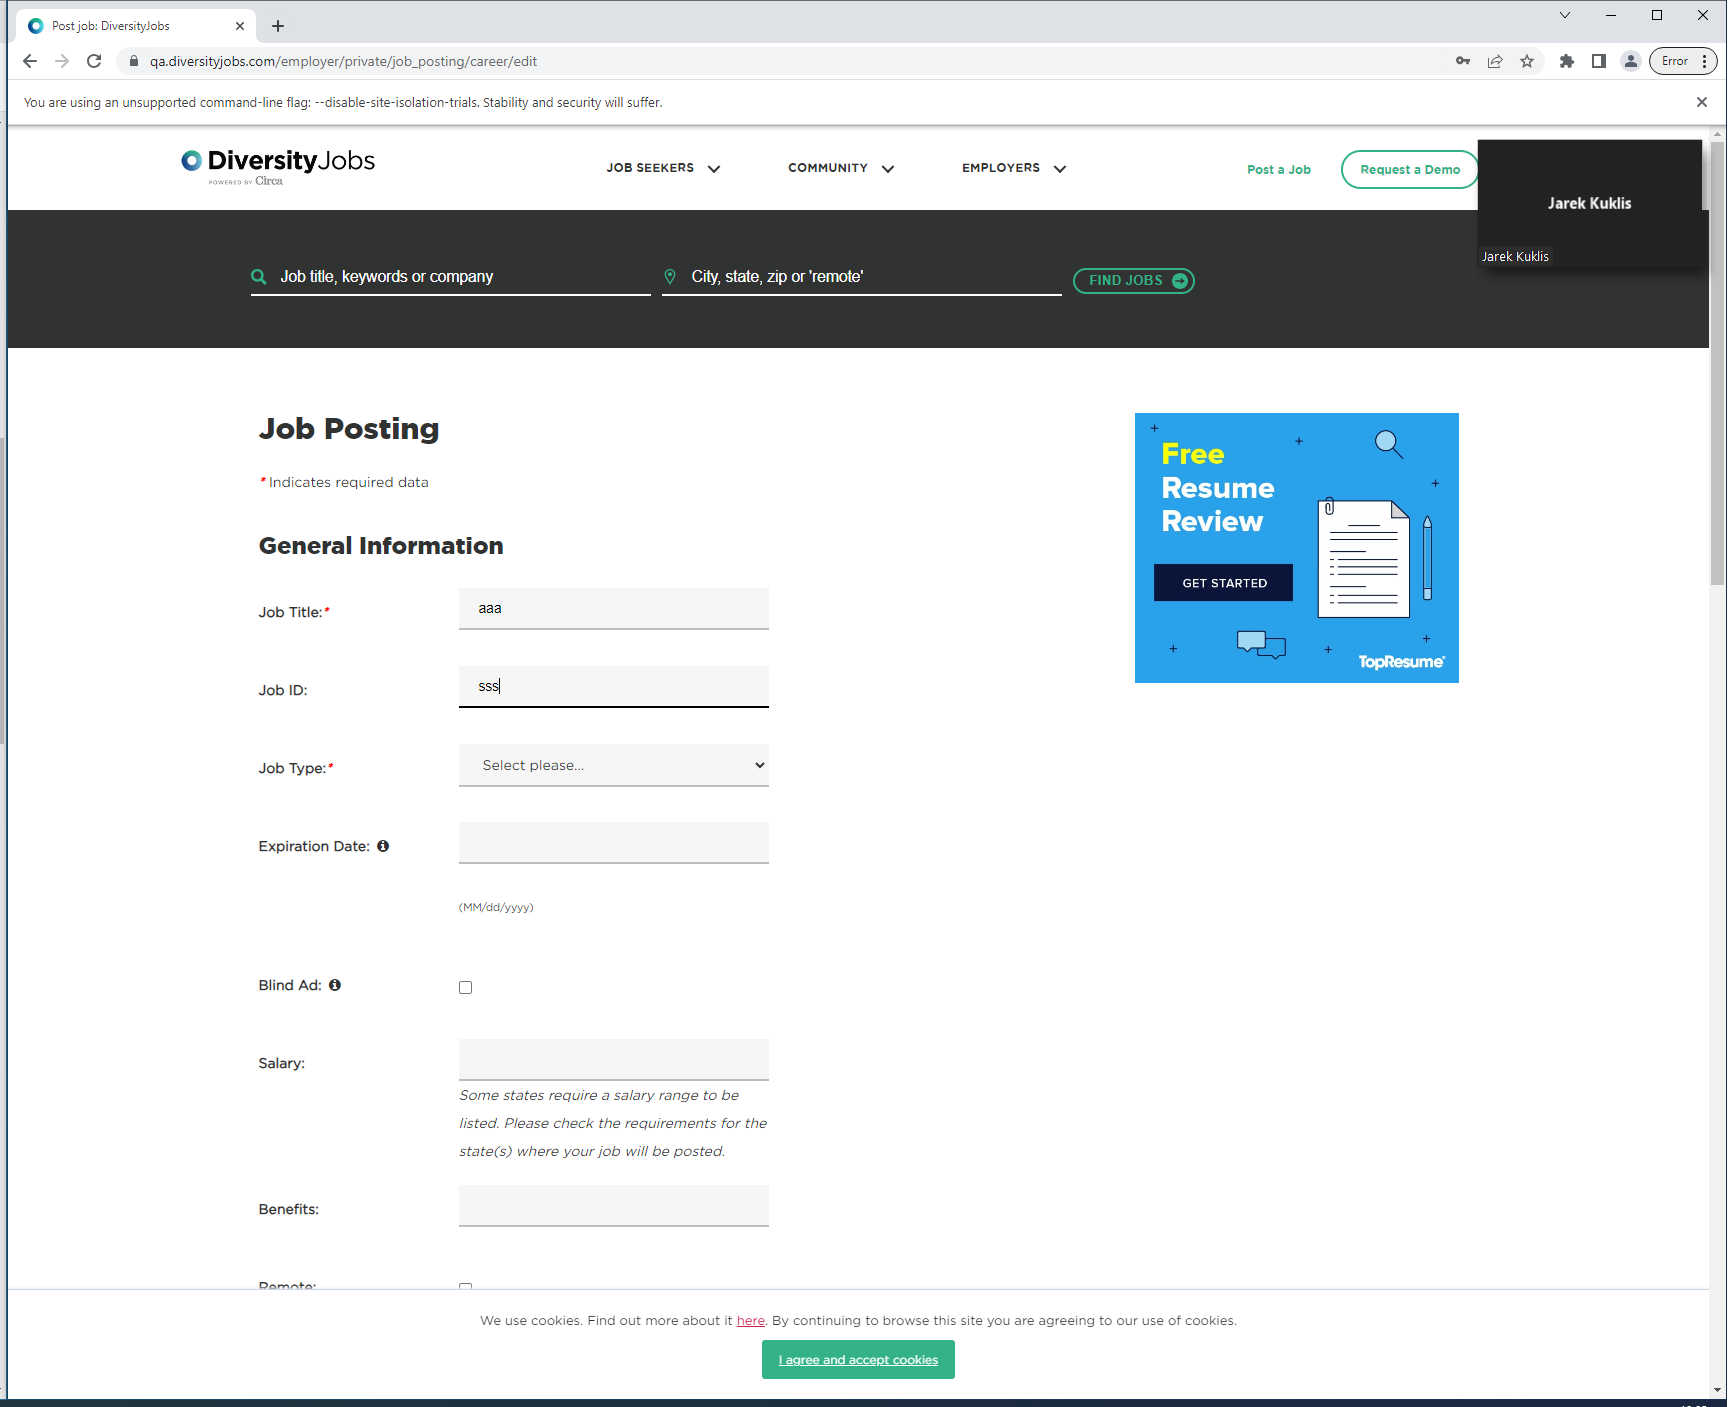 Post job: DiversityJobs
qa.diversityjobs.com/employer/private/job_posting/career/edit
Error
You are using an unsupported command-line flag: --disable-site-isolation-trials. Stability and security will suffer.
DiversityJobs
POWERED BY Circa
JOB SEEKERS
COMMUNITY
EMPLOYERS
Post a Job
Request a Demo
Jarek Kuklis
Jarek Kuklis
Job title, keywords or company
City, state, zip or 'remote'
FIND JOBS
Job Posting
* Indicates required data
General Information
Job Title:*
aaa
Job ID:
sss
Job Type:*
Select please...
Expiration Date:
(MM/dd/yyyy)
Blind Ad:
Salary:
Some states require a salary range to be
listed. Please check the requirements for the
state(s) where your job will be posted.
Benefits:
Remote:
Free
Resume
Review
GET STARTED
TopResume
We use cookies. Find out more about it here. By continuing to browse this site you are agreeing to our use of cookies.
I agree and accept cookies